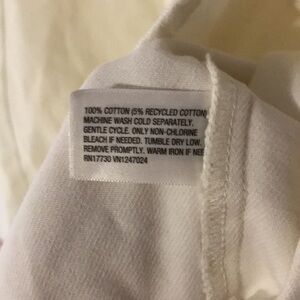 100% COTTON (5% RECYCLED COTTON)
MACHINE WASH COLD SEPARATELY.
GENTLE CYCLE. ONLY NON-CHLORINE
BLEACH IF NEEDED. TUMBLE DRY LOW.
REMOVE PROMPTLY. WARM IRON IF NEE
RN17730 VN1247024